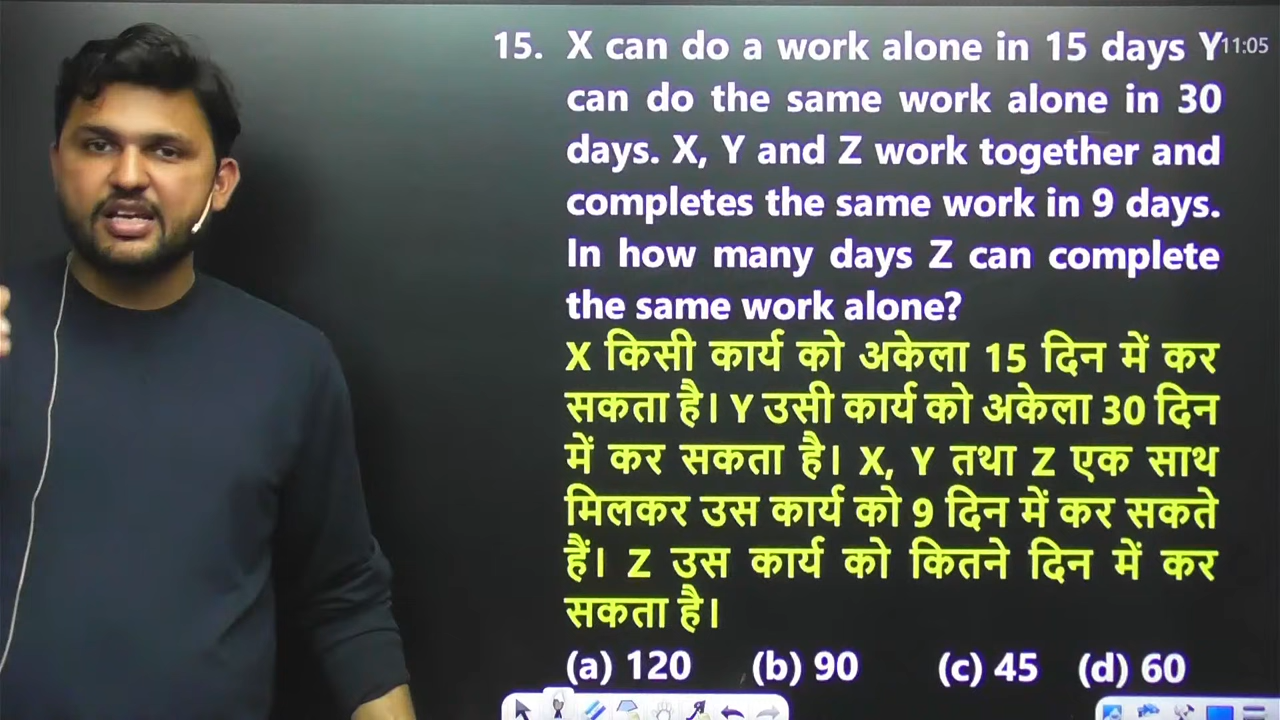 15. X can do a work alone in 15 days Y
11:05
can do the same work alone in 30
days. X, Y and Z work together and
completes the same work in 9 days.
In how many days Z can complete
the same work alone?
X किसी कार्य को अकेला 15 दिन में कर
सकता है। Y उसी कार्य को अकेला 30 दिन
में कर सकता है। X, Y तथा Z एक साथ
मिलकर उस कार्य को 9 दिन में कर सकते
हैं। Z उस कार्य को कितने दिन में कर
सकता है।
(a) 120 (b) 90 (c) 45 (d) 60